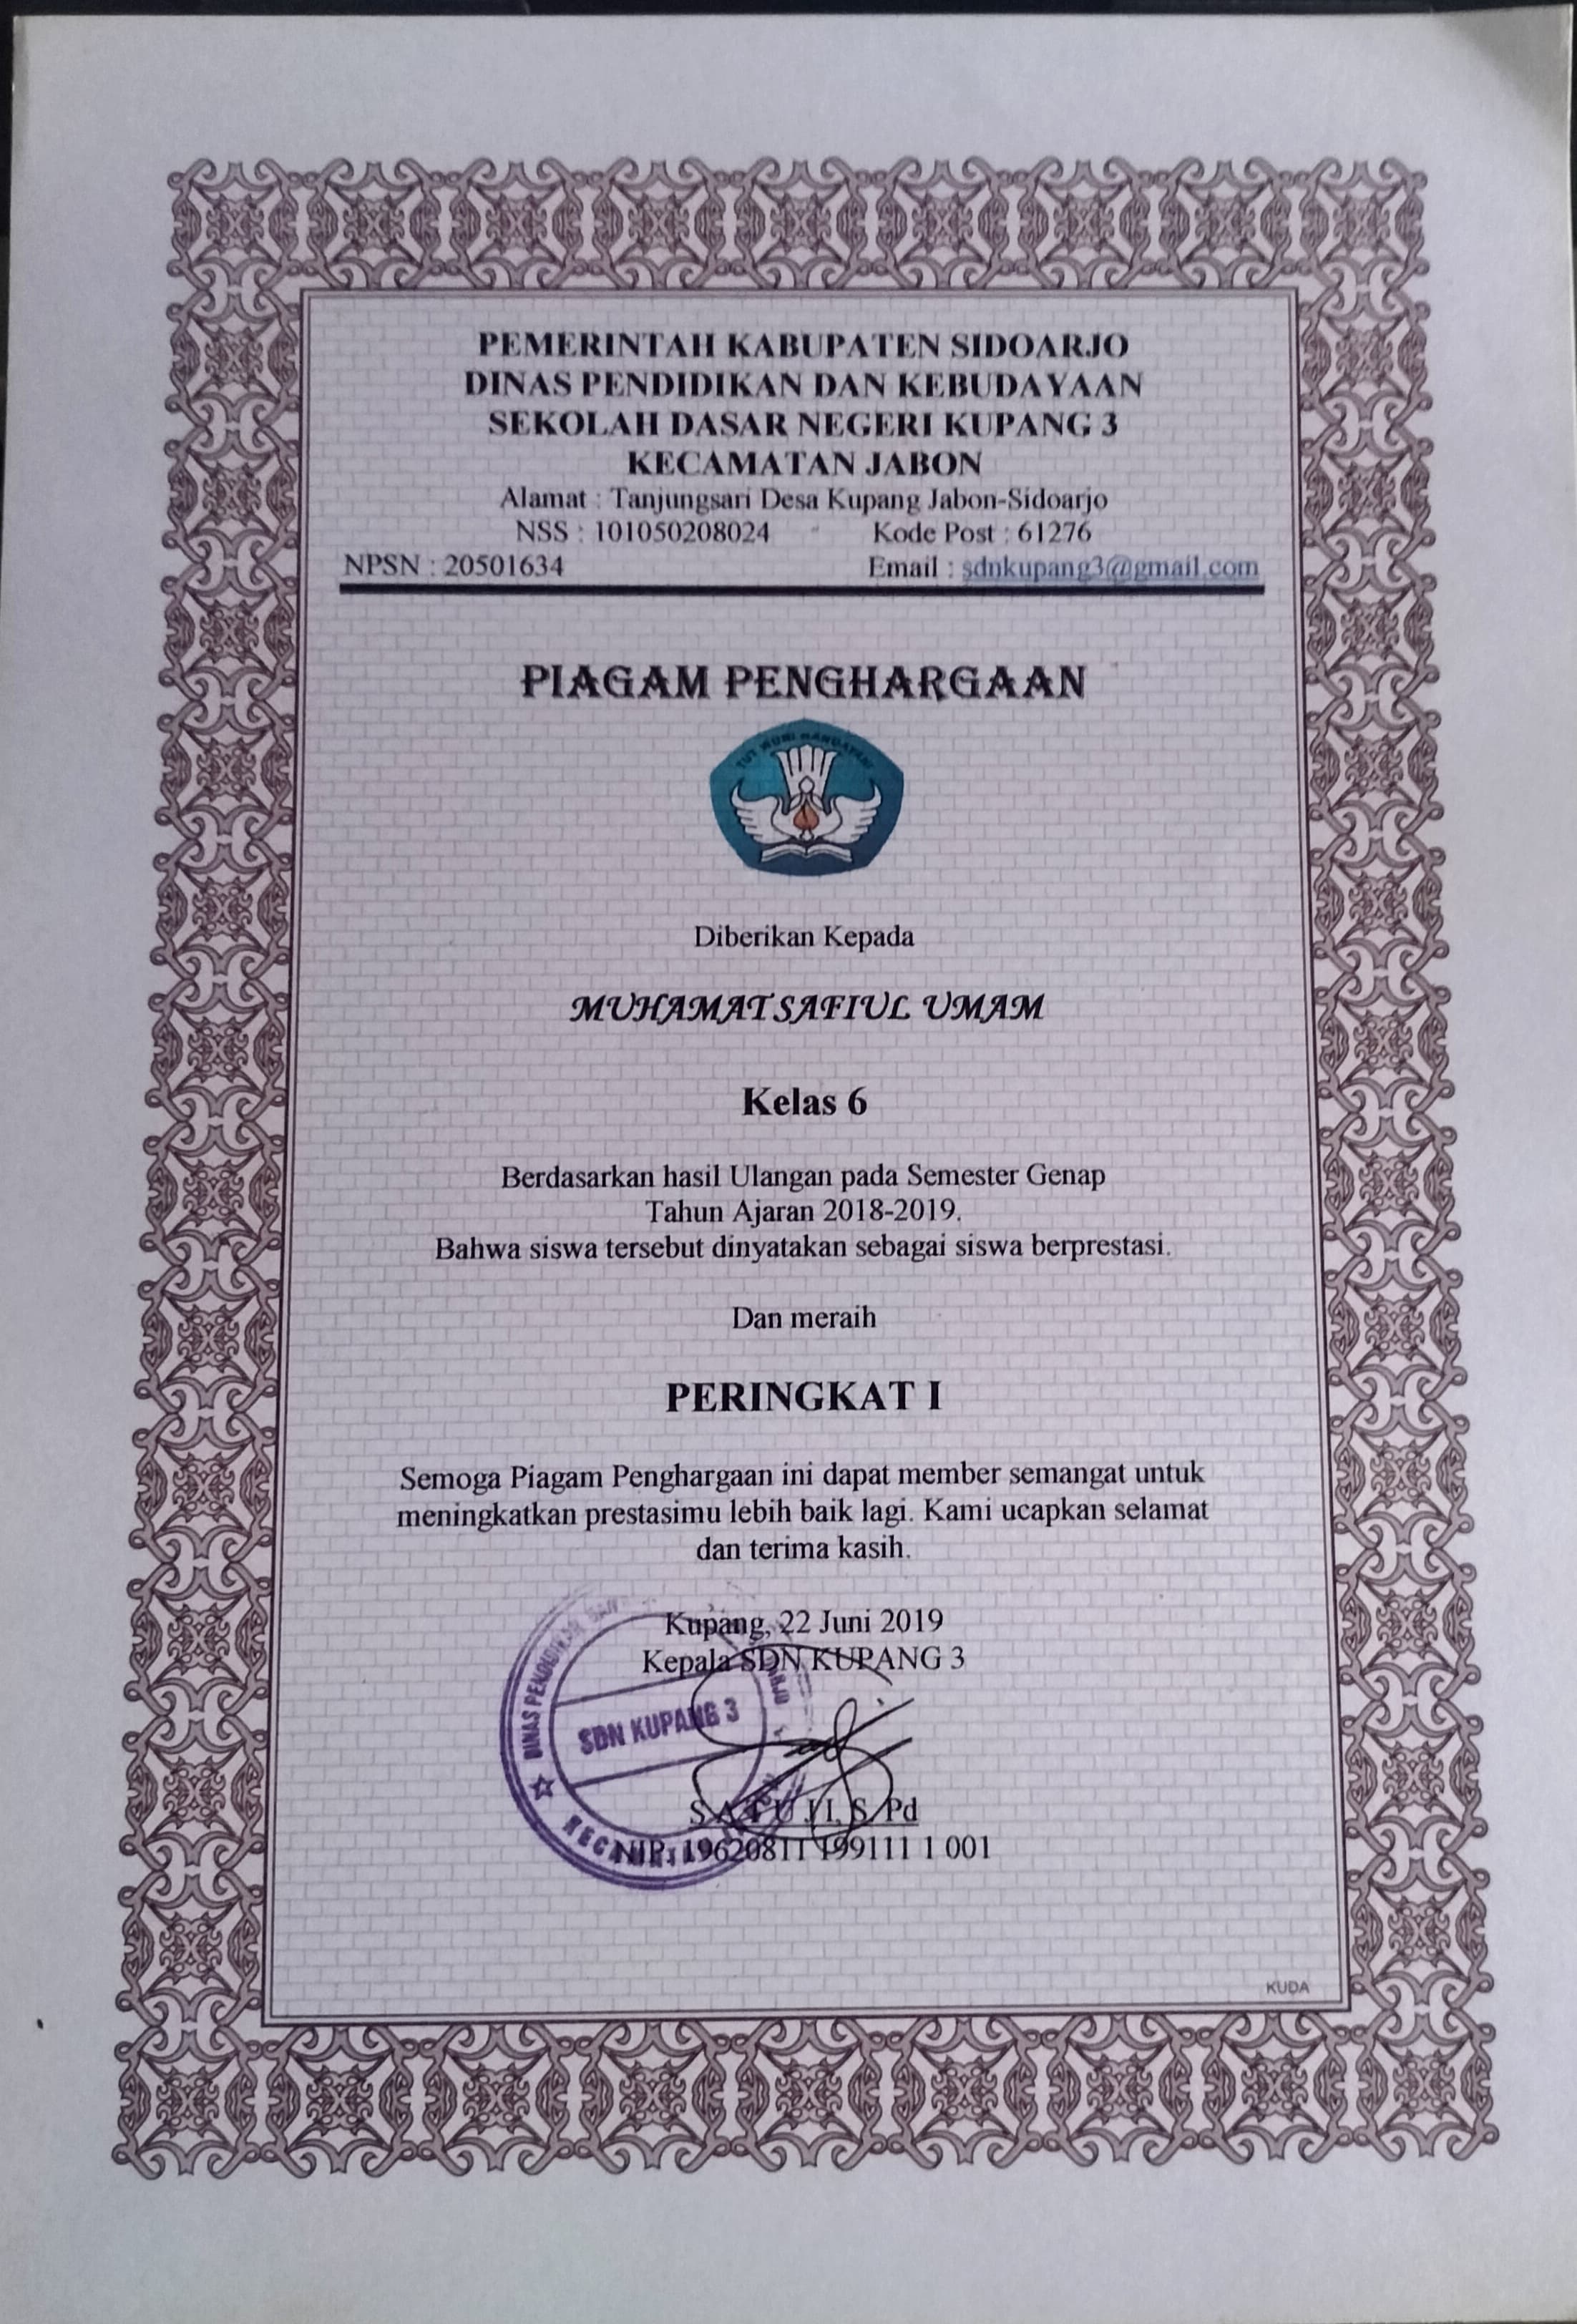 PEMERINTAH KABUPATEN SIDOARJO
DINAS PENDIDIKAN DAN KEBUDAYAAN
SEKOLAH DASAR NEGERI KUPANG 3
KECAMATAN JABON
Alamat : Tanjungsari Desa Kupang Jabon-Sidoarjo
NSS : 101050208024 Kode Post : 61276
NPSN : 20501634 Email : sdnkupang3@gmail.com
PIAGAM PENGHARGAAN
TUT WURI HANDAYANI
Diberikan Kepada
MUHAMAT SAFIUL UMAM
Kelas 6
Berdasarkan hasil Ulangan pada Semester Genap
Tahun Ajaran 2018-2019.
Bahwa siswa tersebut dinyatakan sebagai siswa berprestasi.
Dan meraih
PERINGKAT I
Semoga Piagam Penghargaan ini dapat member semangat untuk
meningkatkan prestasimu lebih baik lagi. Kami ucapkan selamat
dan terima kasih.
Kupang, 22 Juni 2019
Kepala SDN KUPANG 3
DINAS PENDIDIKAN DAN
SDN KUPANG 3
S A T U J I, S. Pd
NIP. 19620811 199111 1 001
KUDA